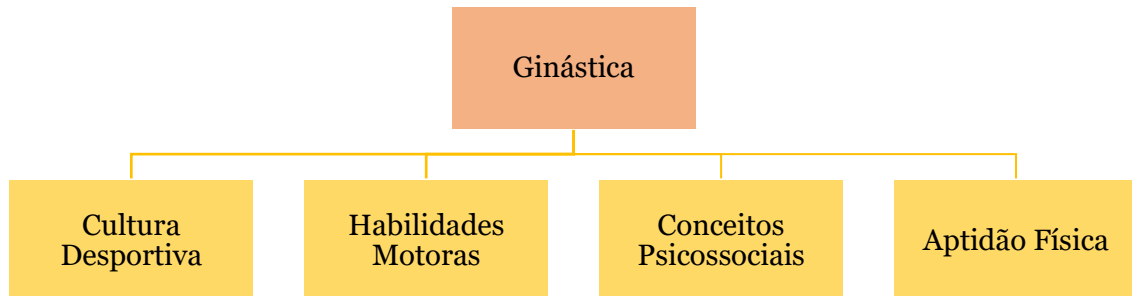 Ginástica
Cultura
Desportiva
Habilidades
Motoras
Conceitos
Psicossociais
Aptidão Física